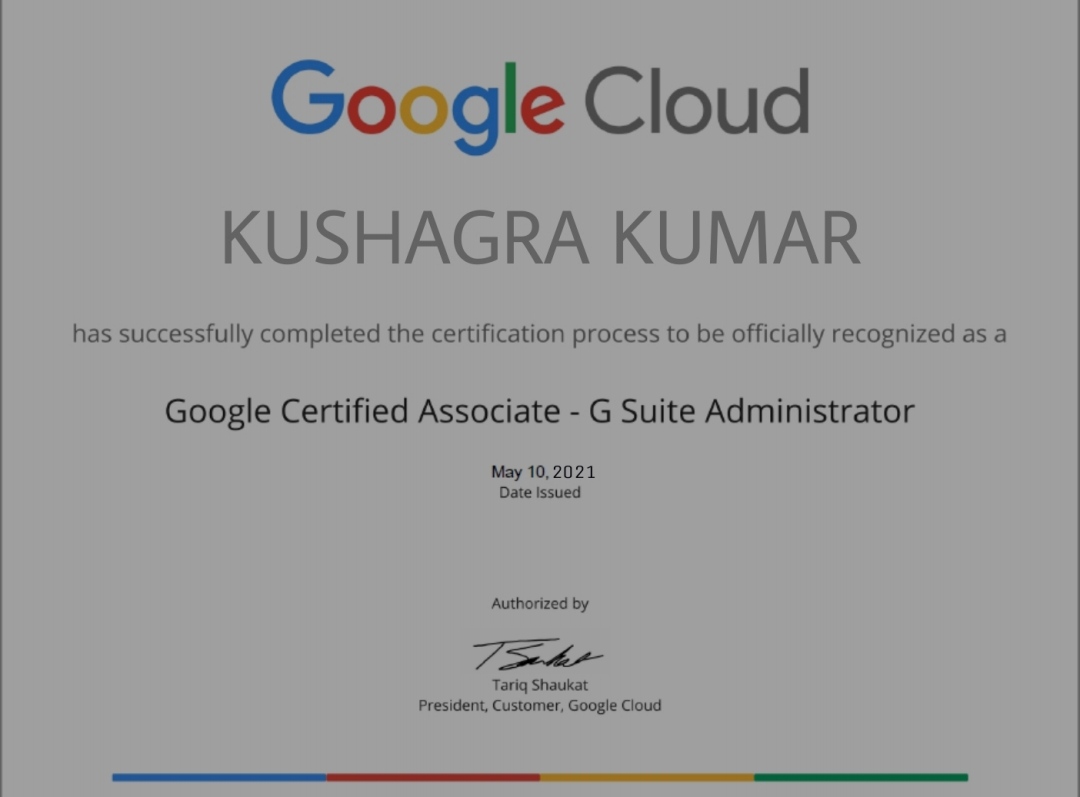 Google Cloud
KUSHAGRA KUMAR
has successfully completed the certification process to be officially recognized as a
Google Certified Associate - G Suite Administrator
May 10, 2021
Date Issued
Authorized by
T Shaukat
Tariq Shaukat
President, Customer, Google Cloud